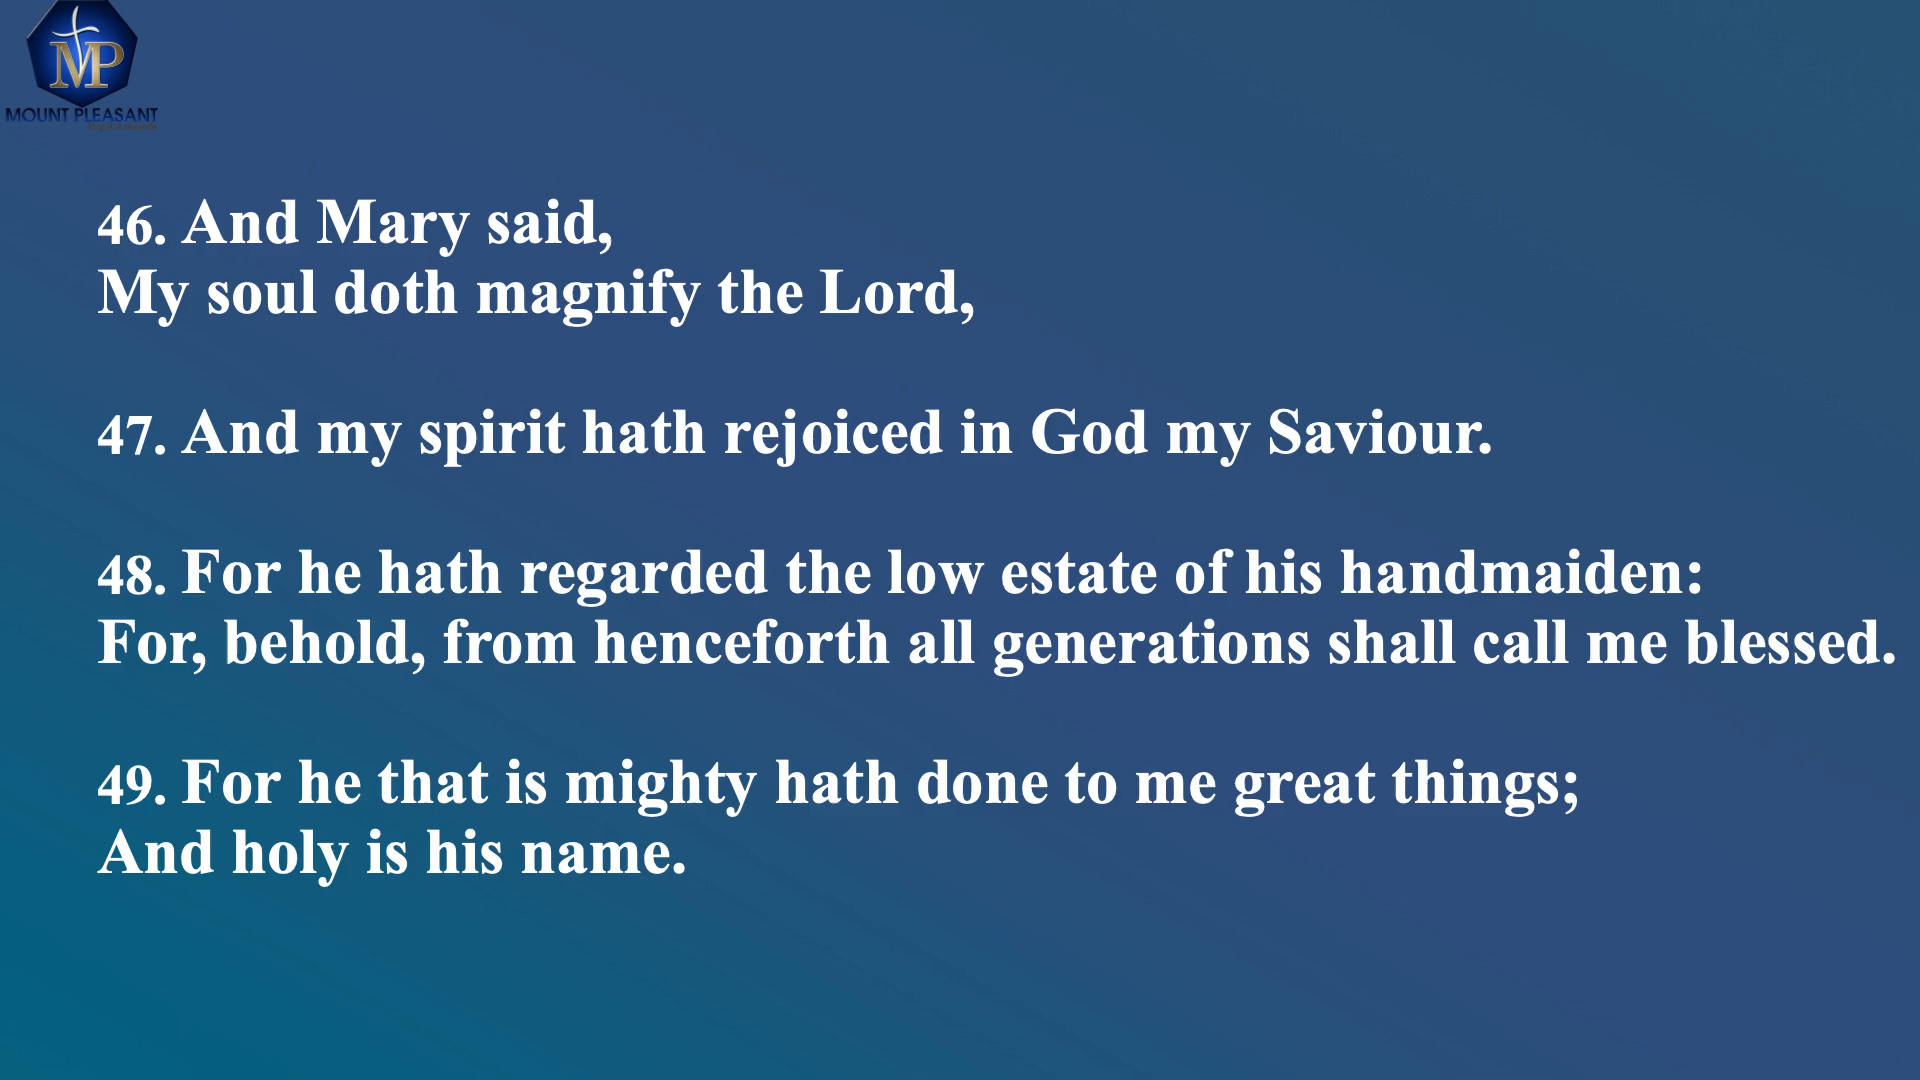 MP
MOUNT PLEASANT
46. And Mary said,
My soul doth magnify the Lord,
47. And my spirit hath rejoiced in God my Saviour.
48. For he hath regarded the low estate of his handmaiden:
For, behold, from henceforth all generations shall call me blessed.
49. For he that is mighty hath done to me great things;
And holy is his name.